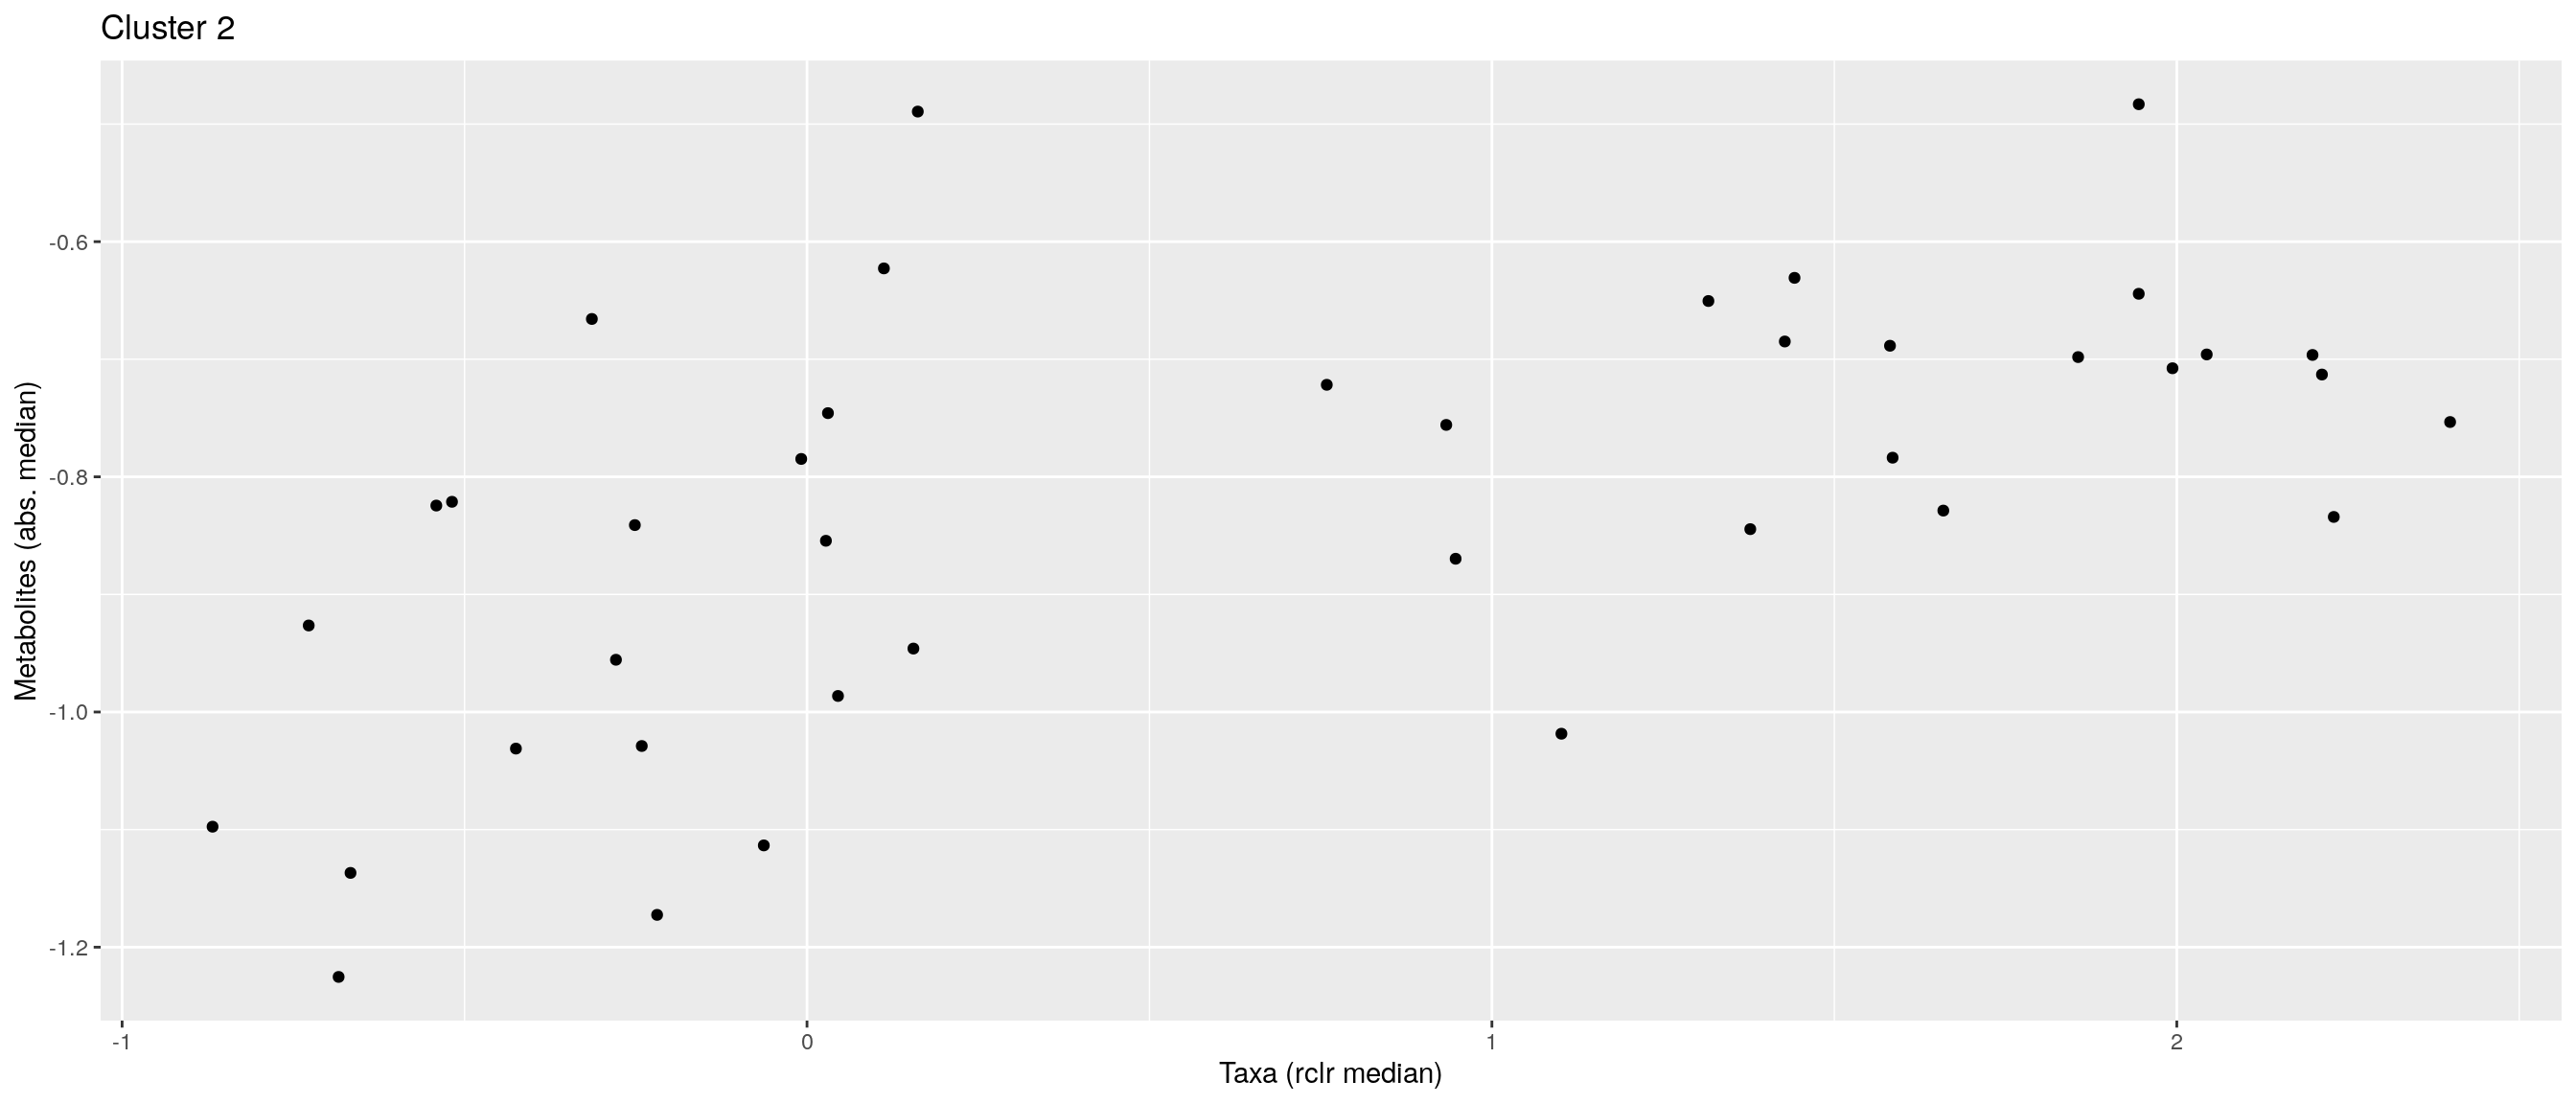 Cluster 2
Metabolites (abs. median)
-0.6
-0.8
-1.0
-1.2
-1
0
1
2
Taxa (rclr median)